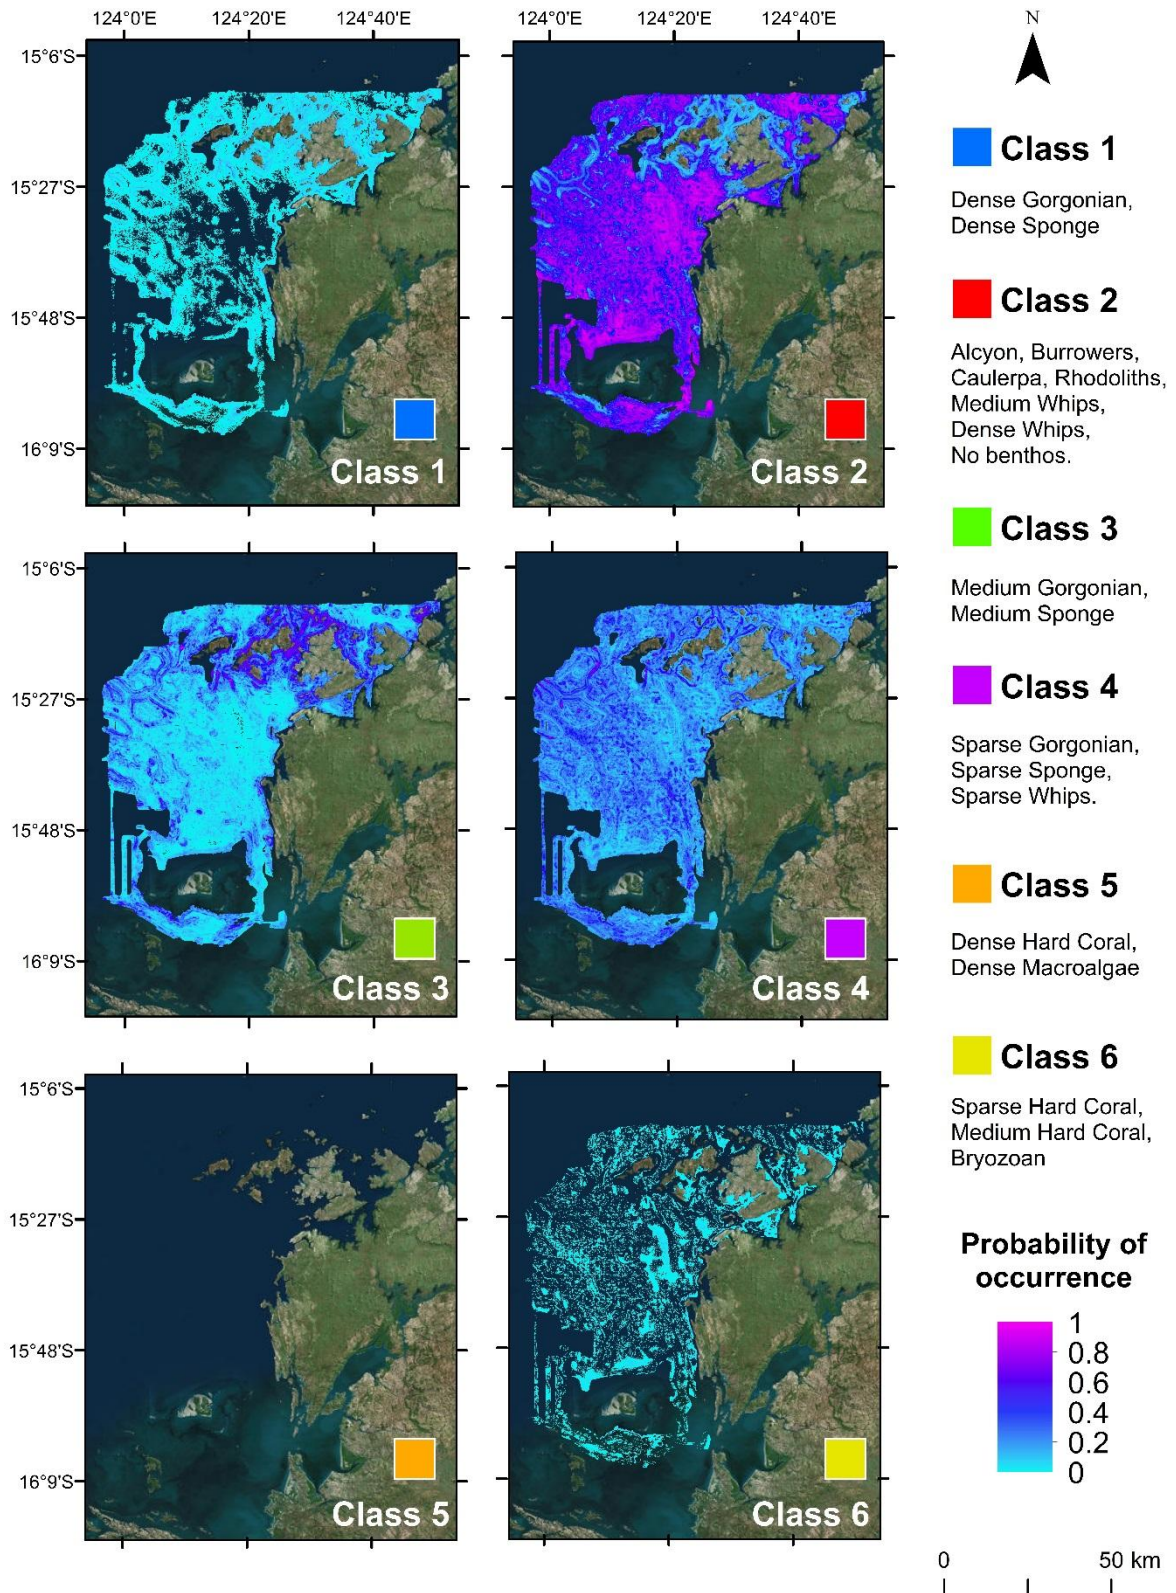 124°0'E 124°20'E 124°40'E
124°0'E 124°20'E 124°40'E
N
15°6'S
15°27'S
15°48'S
16°9'S
Class 1
Class 2
15°6'S
15°27'S
15°48'S
16°9'S
Class 3
Class 4
15°6'S
15°27'S
15°48'S
16°9'S
Class 5
Class 6
Class 1
Dense Gorgonian,
Dense Sponge
Class 2
Alcyon, Burrowers,
Caulerpa, Rhodoliths,
Medium Whips,
Dense Whips,
No benthos.
Class 3
Medium Gorgonian,
Medium Sponge
Class 4
Sparse Gorgonian,
Sparse Sponge,
Sparse Whips.
Class 5
Dense Hard Coral,
Dense Macroalgae
Class 6
Sparse Hard Coral,
Medium Hard Coral,
Bryozoan
Probability of
occurrence
1
0.8
0.6
0.4
0.2
0
0 50 km